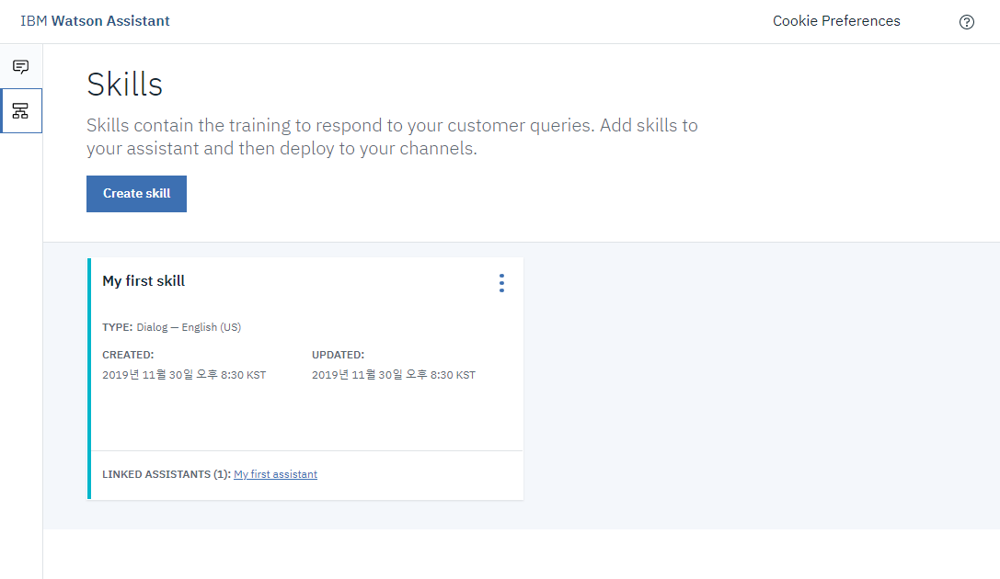 IBM Watson Assistant
Cookie Preferences
Skills
Skills contain the training to respond to your customer queries. Add skills to
your assistant and then deploy to your channels.
Create skill
My first skill
TYPE: Dialog — English (US)
CREATED:
UPDATED:
2019년 11월 30일 오후 8:30 KST
2019년 11월 30일 오후 8:30 KST
LINKED ASSISTANTS (1): My first assistant